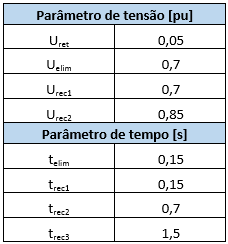 Parâmetro de tensão [pu]
Uret 0,05
Uelim 0,7
Urec1 0,7
Urec2 0,85
Parâmetro de tempo [s]
telim 0,15
trec1 0,15
trec2 0,7
trec3 1,5